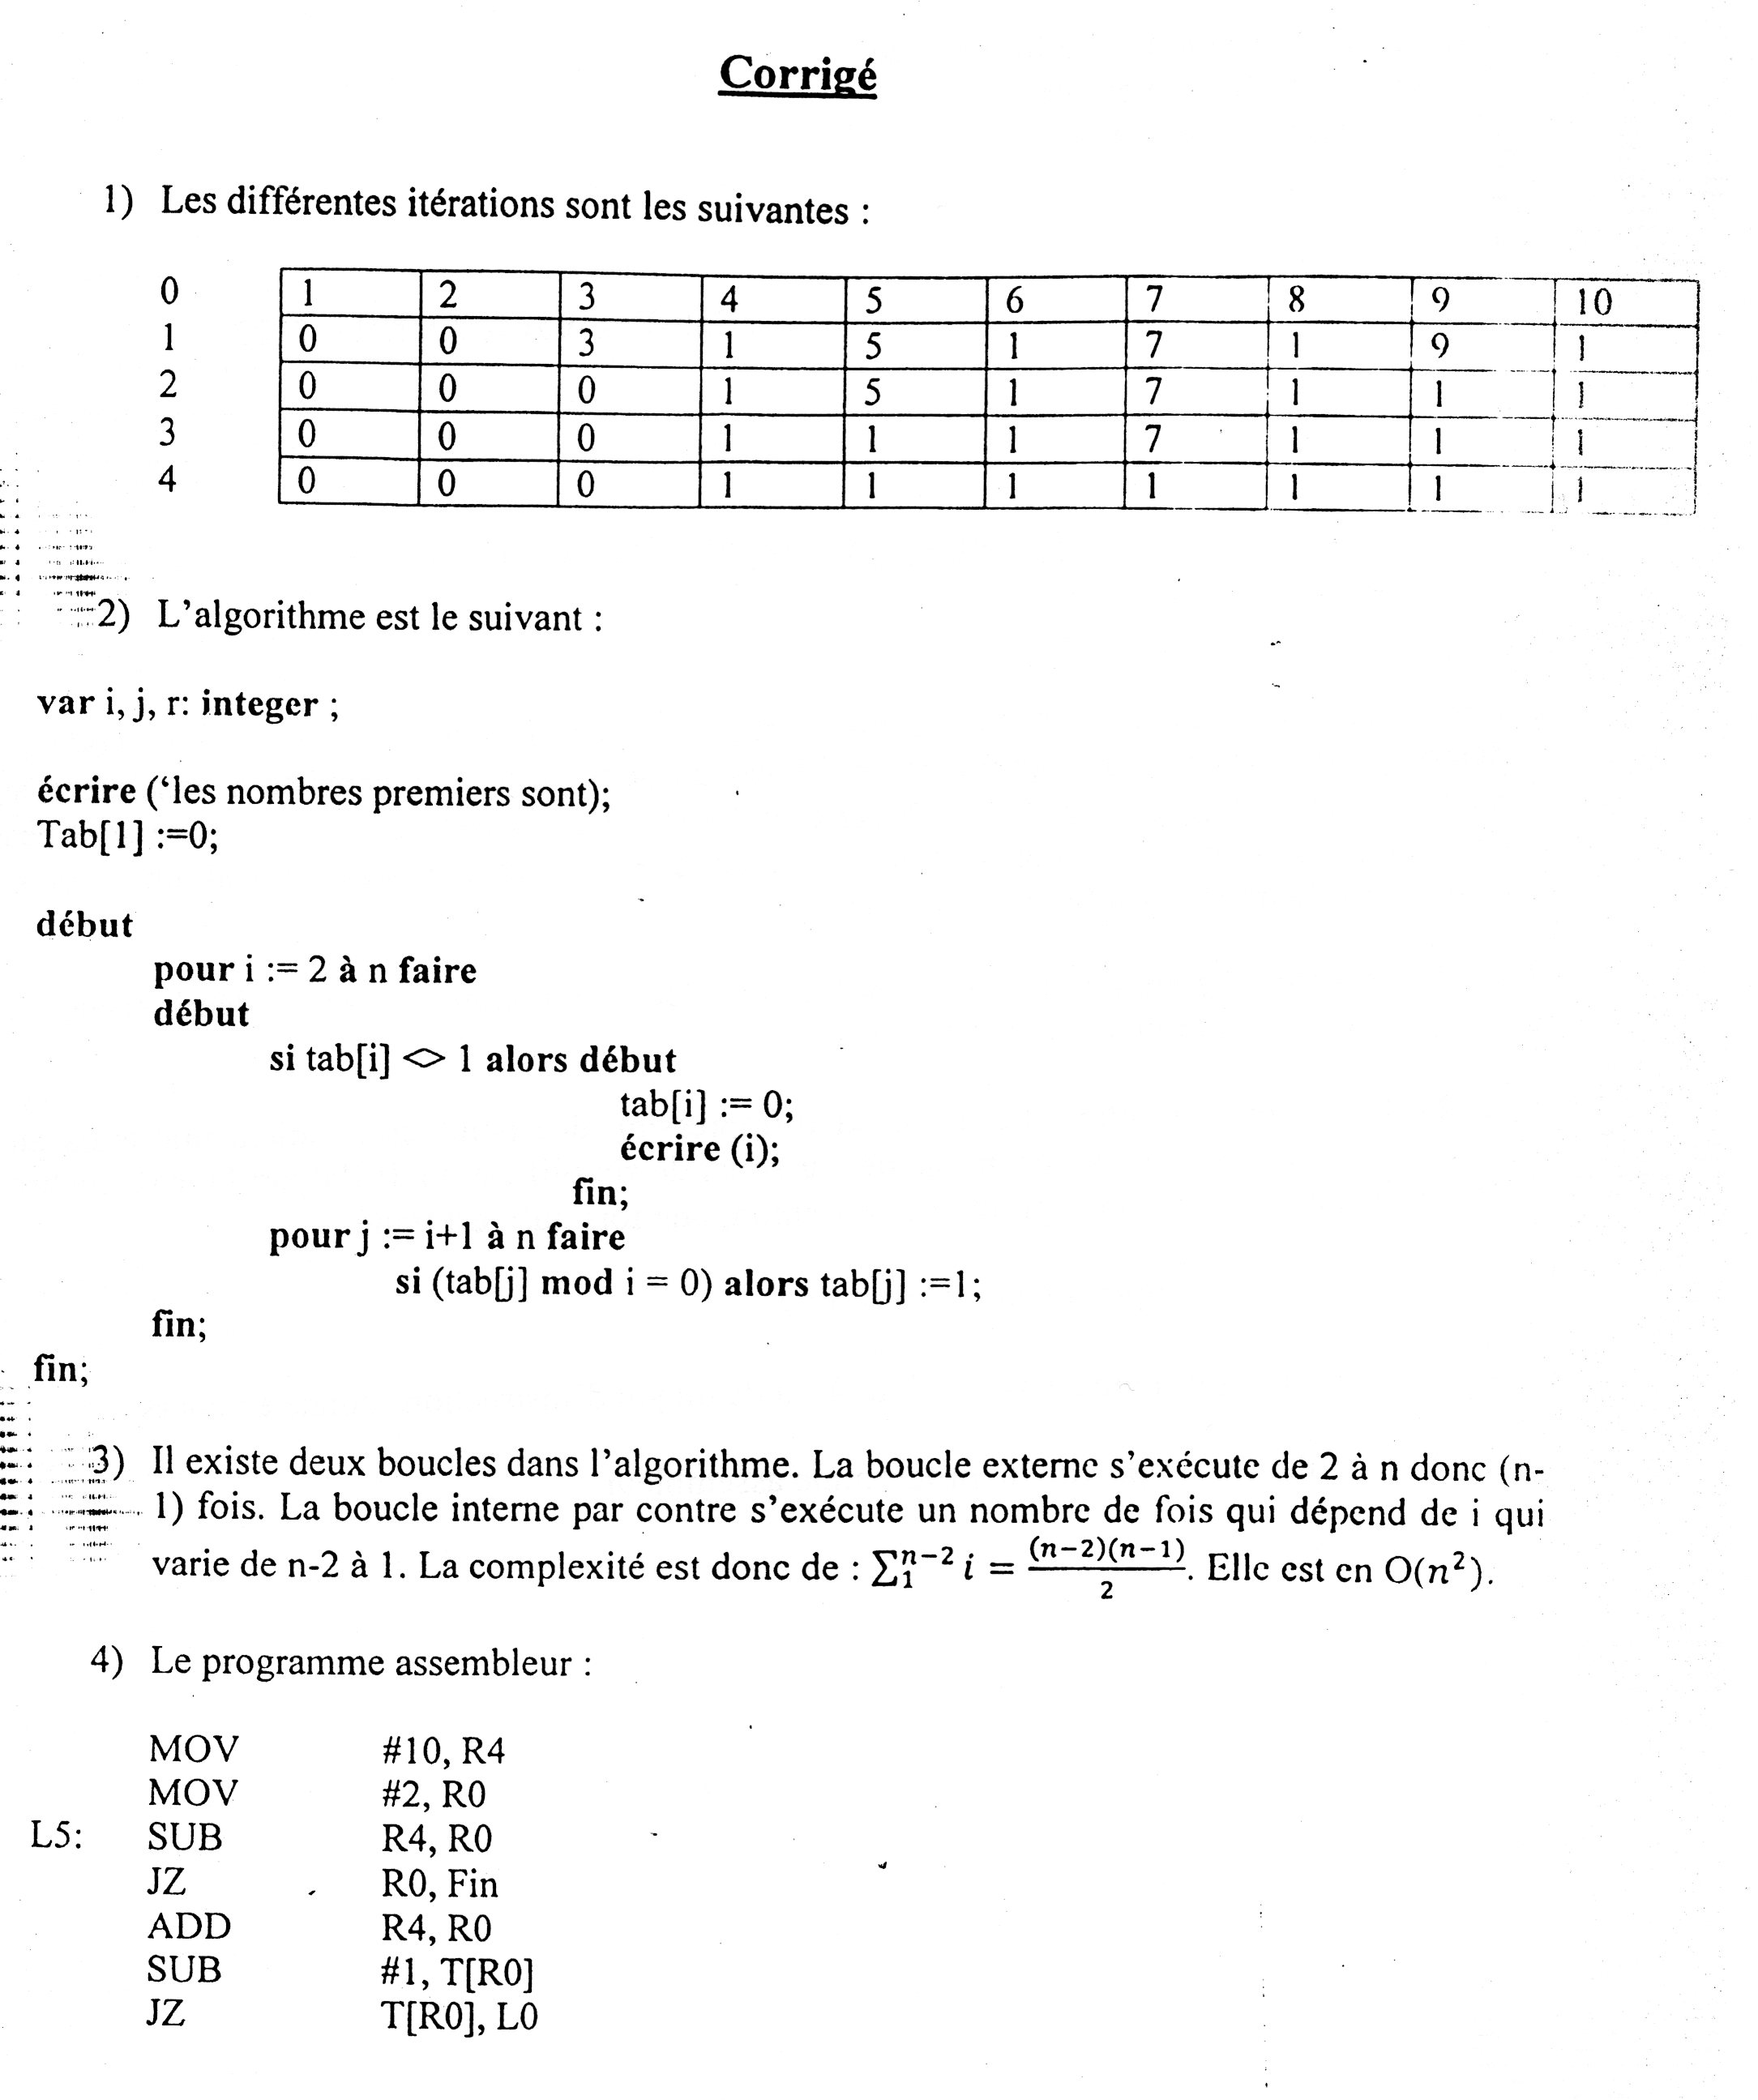 Corrigé
1) Les différentes itérations sont les suivantes :
0 1 2 3 4 5 6 7 8 9 10
1 0 0 3 1 5 1 7 1 9 1
2 0 0 0 1 5 1 7 1 1 1
3 0 0 0 1 1 1 7 1 1 1
4 0 0 0 1 1 1 1 1 1 1
2) L'algorithme est le suivant :
var i, j, r: integer ;
écrire (‘les nombres premiers sont);
Tab[1] :=0;
début
pour i := 2 à n faire
début
si tab[i] <> 1 alors début
tab[i] := 0;
écrire (i);
fin;
pour j := i+1 à n faire
si (tab[j] mod i = 0) alors tab[j] :=1;
fin;
fin;
3) Il existe deux boucles dans l'algorithme. La boucle externe s'exécute de 2 à n donc (n-
1) fois. La boucle interne par contre s'exécute un nombre de fois qui dépend de i qui
varie de n-2 à 1. La complexité est donc de : ∑₁ⁿ⁻² i = (n−2)(n−1)/2. Elle est en O(n²).
4) Le programme assembleur :
MOV #10, R4
MOV #2, R0
L5: SUB R4, R0
JZ R0, Fin
ADD R4, R0
SUB #1, T[R0]
JZ T[R0], L0